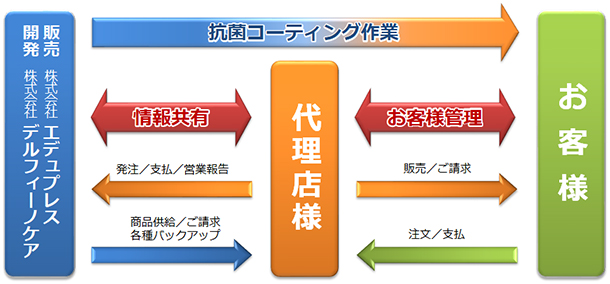 抗菌コーティング作業
販売 株式会社 エデュプレス
開発 株式会社 デルフィーノケア
情報共有
発注／支払／営業報告
商品供給／ご請求
各種バックアップ
代理店様
お客様管理
販売／ご請求
注文／支払
お客様